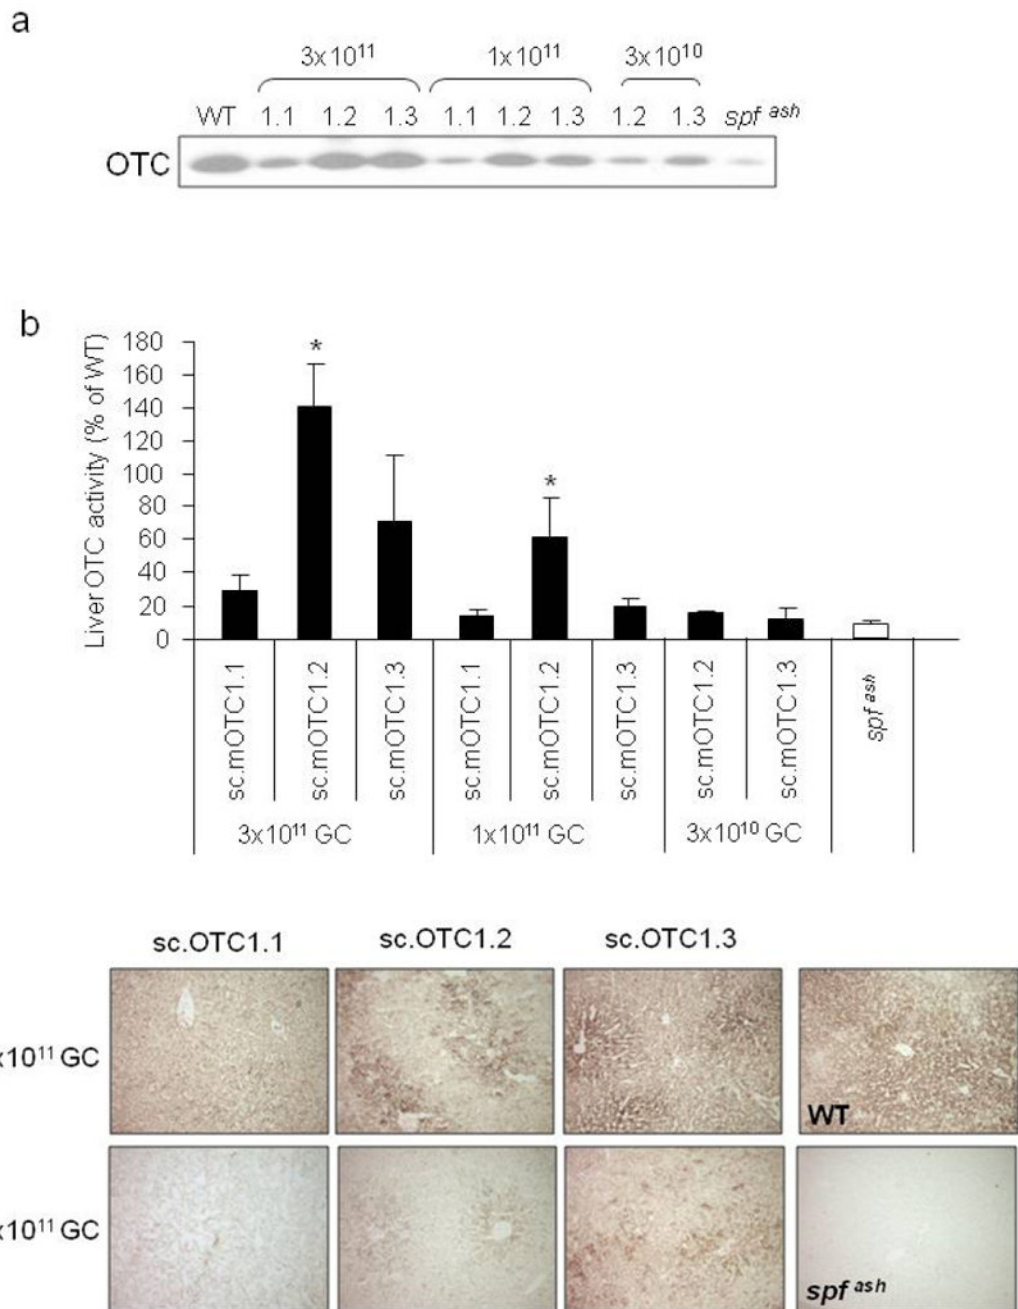 a
3x10¹¹ 1x10¹¹ 3x10¹⁰
WT 1.1 1.2 1.3 1.1 1.2 1.3 1.2 1.3 spf ash
OTC
b
Liver OTC activity (% of WT)
180
160
140
120
100
80
60
40
20
0
* *
sc.mOTC1.1 sc.mOTC1.2 sc.mOTC1.3 sc.mOTC1.1 sc.mOTC1.2 sc.mOTC1.3 sc.mOTC1.2 sc.mOTC1.3 spf ash
3x10¹¹ GC 1x10¹¹ GC 3x10¹⁰ GC
sc.OTC1.1 sc.OTC1.2 sc.OTC1.3
x10¹¹ GC
WT
x10¹¹ GC
spf ash